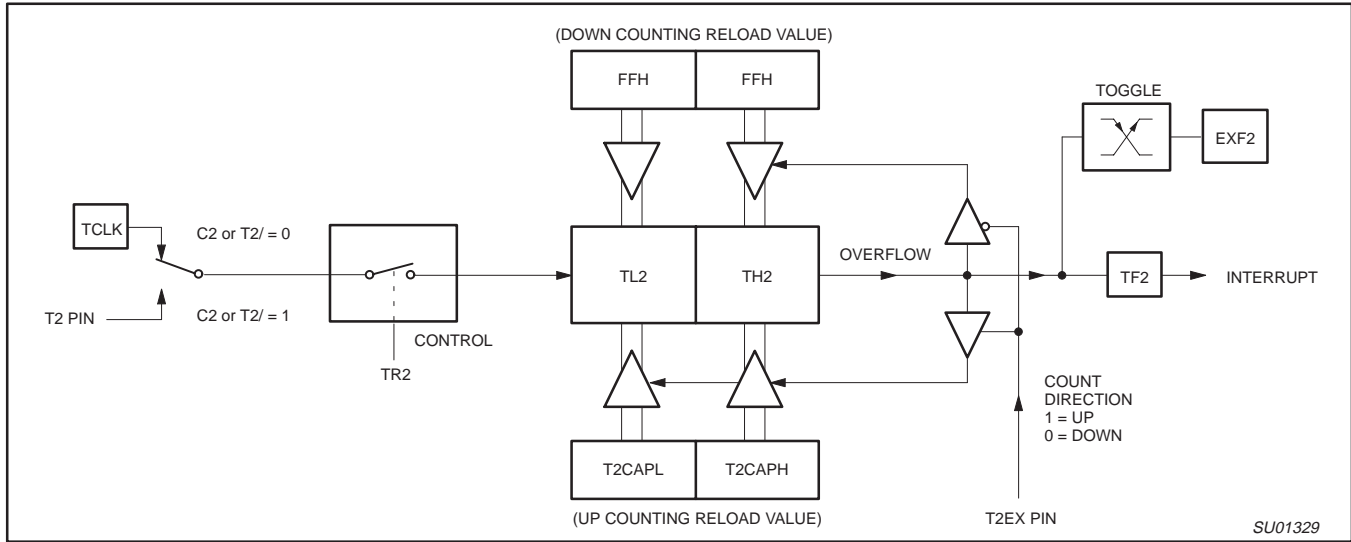 (DOWN COUNTING RELOAD VALUE)
FFH
FFH
TOGGLE
EXF2
TCLK
C2 or T2/ = 0
TL2
TH2
OVERFLOW
TF2
INTERRUPT
T2 PIN
C2 or T2/ = 1
CONTROL
TR2
COUNT
DIRECTION
1 = UP
0 = DOWN
T2CAPL
T2CAPH
(UP COUNTING RELOAD VALUE)
T2EX PIN
SU01329